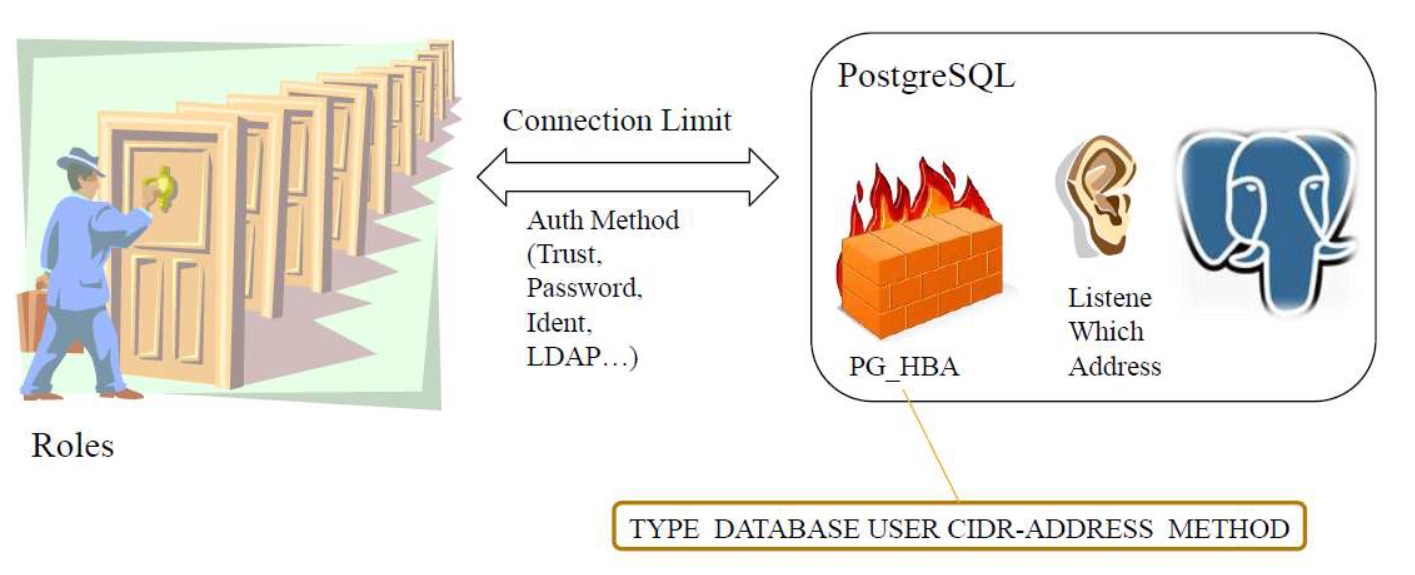 PostgreSQL
Connection Limit
Auth Method
(Trust,
Password,
Ident,
LDAP…)
Listene
Which
Address
PG_HBA
Roles
TYPE DATABASE USER CIDR-ADDRESS METHOD